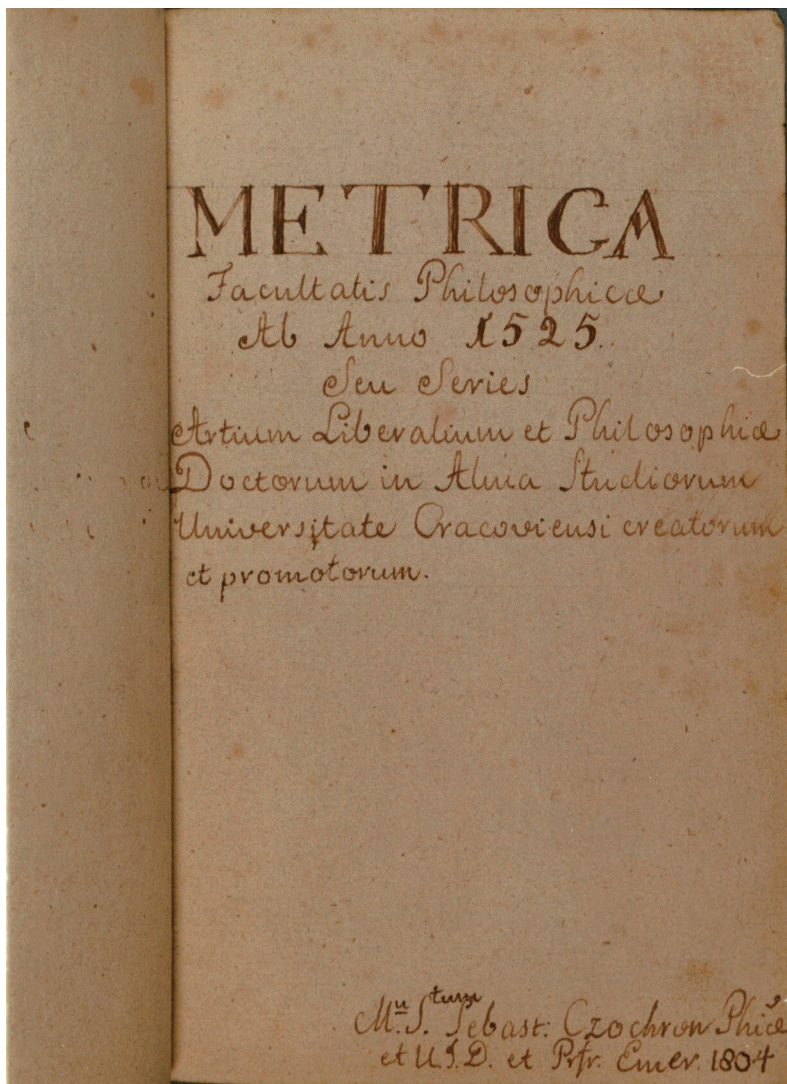 METRICA
Facultatis Philosophicæ
Ab Anno 1525.
Seu Series
Artium Liberalium et Philosophiæ
Doctorum in Alma Studiorum
Universitate Cracoviensi creatorum
et promotorum.
M.u S.tum Sebast: Czochron Phiæ
et U.J.D. et Prfr. Emer. 1804